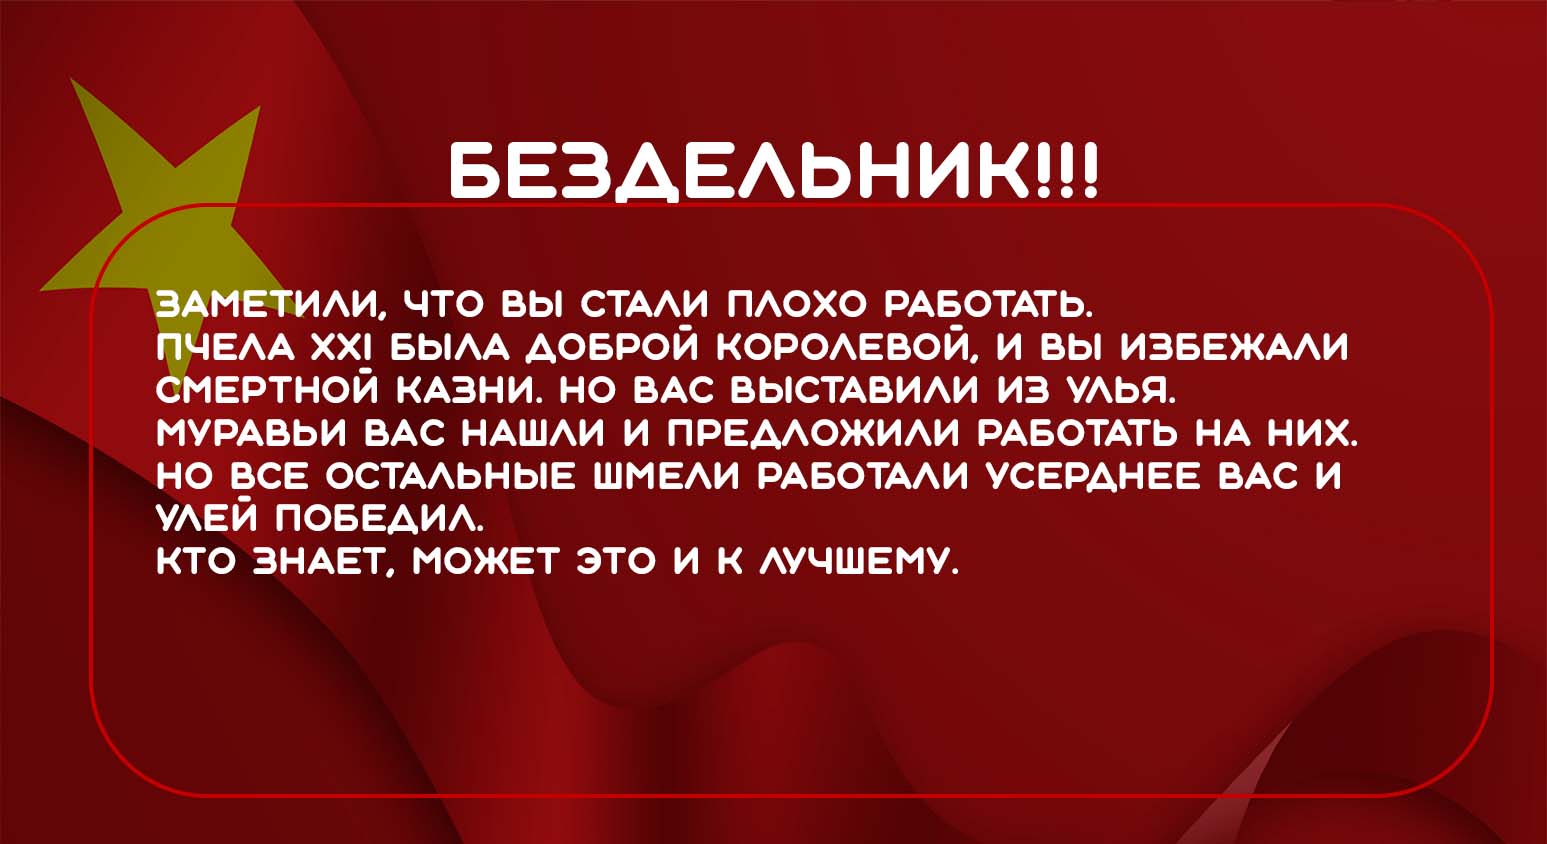 БЕЗДЕЛЬНИК!!!
ЗАМЕТИЛИ, ЧТО ВЫ СТАЛИ ПЛОХО РАБОТАТЬ.
ПЧЕЛА XXI БЫЛА ДОБРОЙ КОРОЛЕВОЙ, И ВЫ ИЗБЕЖАЛИ
СМЕРТНОЙ КАЗНИ. НО ВАС ВЫСТАВИЛИ ИЗ УЛЬЯ.
МУРАВЬИ ВАС НАШЛИ И ПРЕДЛОЖИЛИ РАБОТАТЬ НА НИХ.
НО ВСЕ ОСТАЛЬНЫЕ ШМЕЛИ РАБОТАЛИ УСЕРДНЕЕ ВАС И
УЛЕЙ ПОБЕДИЛ.
КТО ЗНАЕТ, МОЖЕТ ЭТО И К ЛУЧШЕМУ.